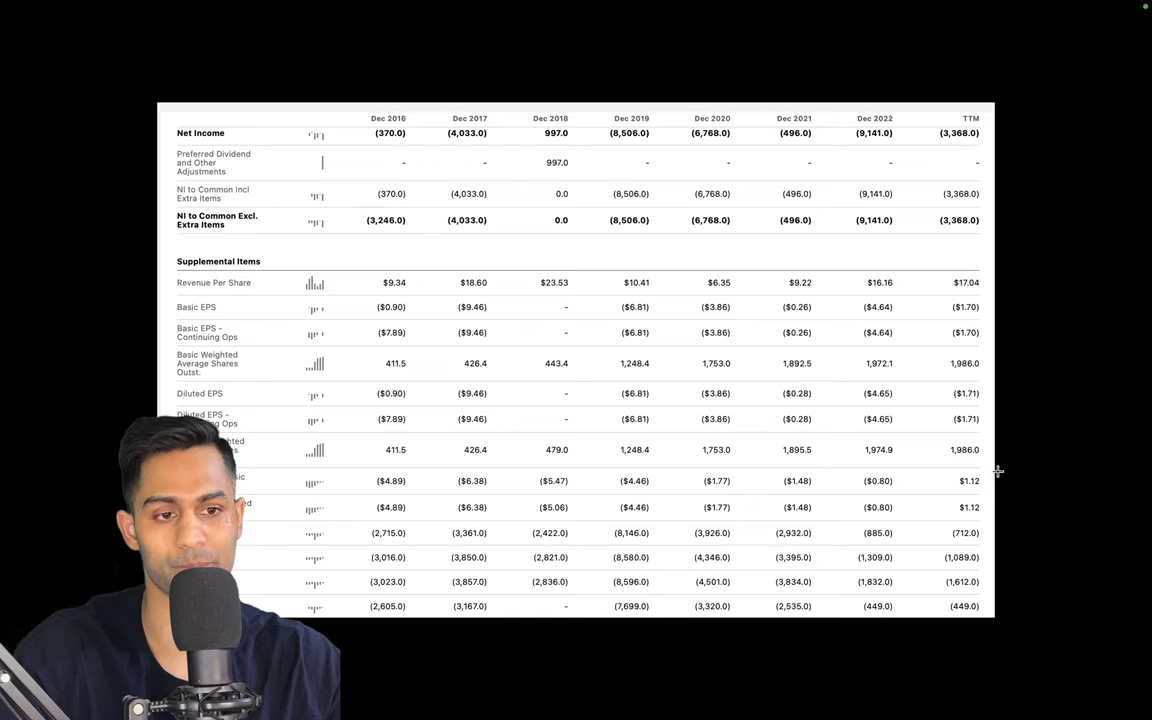 Dec 2016 Dec 2017 Dec 2018 Dec 2019 Dec 2020 Dec 2021 Dec 2022 TTM
Net Income (370.0) (4,033.0) 997.0 (8,506.0) (6,768.0) (496.0) (9,141.0) (3,368.0)
Preferred Dividend
and Other - - 997.0 - - - - -
Adjustments
NI to Common Incl
Extra Items (370.0) (4,033.0) 0.0 (8,506.0) (6,768.0) (496.0) (9,141.0) (3,368.0)
NI to Common Excl.
Extra Items (3,246.0) (4,033.0) 0.0 (8,506.0) (6,768.0) (496.0) (9,141.0) (3,368.0)
Supplemental Items
Revenue Per Share $9.34 $18.60 $23.53 $10.41 $6.35 $9.22 $16.16 $17.04
Basic EPS ($0.90) ($9.46) - ($6.81) ($3.86) ($0.26) ($4.64) ($1.70)
Basic EPS -
Continuing Ops ($7.89) ($9.46) - ($6.81) ($3.86) ($0.26) ($4.64) ($1.70)
Basic Weighted
Average Shares 411.5 426.4 443.4 1,248.4 1,753.0 1,892.5 1,972.1 1,986.0
Outst.
Diluted EPS ($0.90) ($9.46) - ($6.81) ($3.86) ($0.28) ($4.65) ($1.71)
Diluted EPS -
Ops ($7.89) ($9.46) - ($6.81) ($3.86) ($0.28) ($4.65) ($1.71)
411.5 426.4 479.0 1,248.4 1,753.0 1,895.5 1,974.9 1,986.0
($4.89) ($6.38) ($5.47) ($4.46) ($1.77) ($1.48) ($0.80) $1.12
($4.89) ($6.38) ($5.06) ($4.46) ($1.77) ($1.48) ($0.80) $1.12
(2,715.0) (3,361.0) (2,422.0) (8,146.0) (3,926.0) (2,932.0) (885.0) (712.0)
(3,016.0) (3,850.0) (2,821.0) (8,580.0) (4,346.0) (3,395.0) (1,309.0) (1,089.0)
(3,023.0) (3,857.0) (2,836.0) (8,596.0) (4,501.0) (3,834.0) (1,832.0) (1,612.0)
(2,605.0) (3,167.0) - (7,699.0) (3,320.0) (2,535.0) (449.0) (449.0)